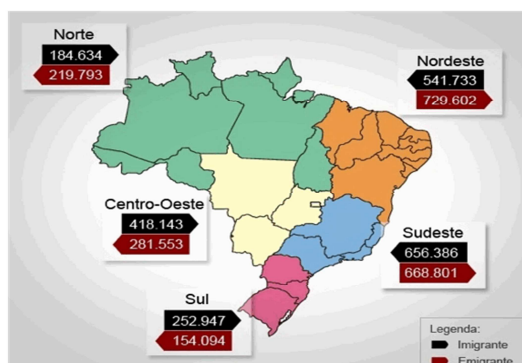 Norte
184.634
219.793
Nordeste
541.733
729.602
Centro-Oeste
418.143
281.553
Sudeste
656.386
668.801
Sul
252.947
154.094
Legenda:
Imigrante
Emigrante